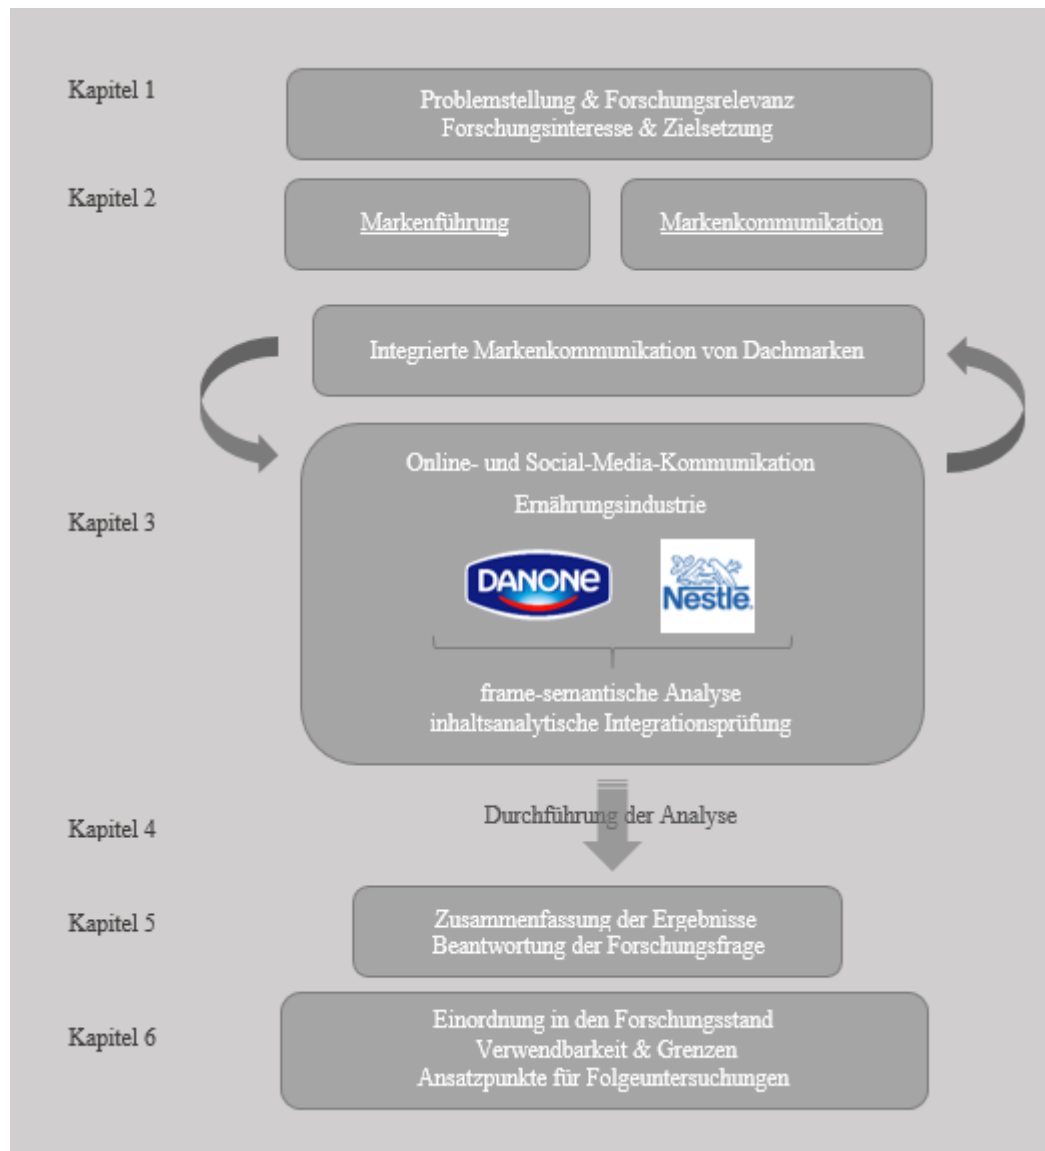 Kapitel 1
Problemstellung & Forschungsrelevanz
Forschungsinteresse & Zielsetzung
Kapitel 2
Markenführung
Markenkommunikation
Integrierte Markenkommunikation von Dachmarken
Kapitel 3
Online- und Social-Media-Kommunikation
Ernährungsindustrie
DANONE
Nestlé
frame-semantische Analyse
inhaltsanalytische Integrationsprüfung
Kapitel 4
Durchführung der Analyse
Kapitel 5
Zusammenfassung der Ergebnisse
Beantwortung der Forschungsfrage
Kapitel 6
Einordnung in den Forschungsstand
Verwendbarkeit & Grenzen
Ansatzpunkte für Folgeuntersuchungen